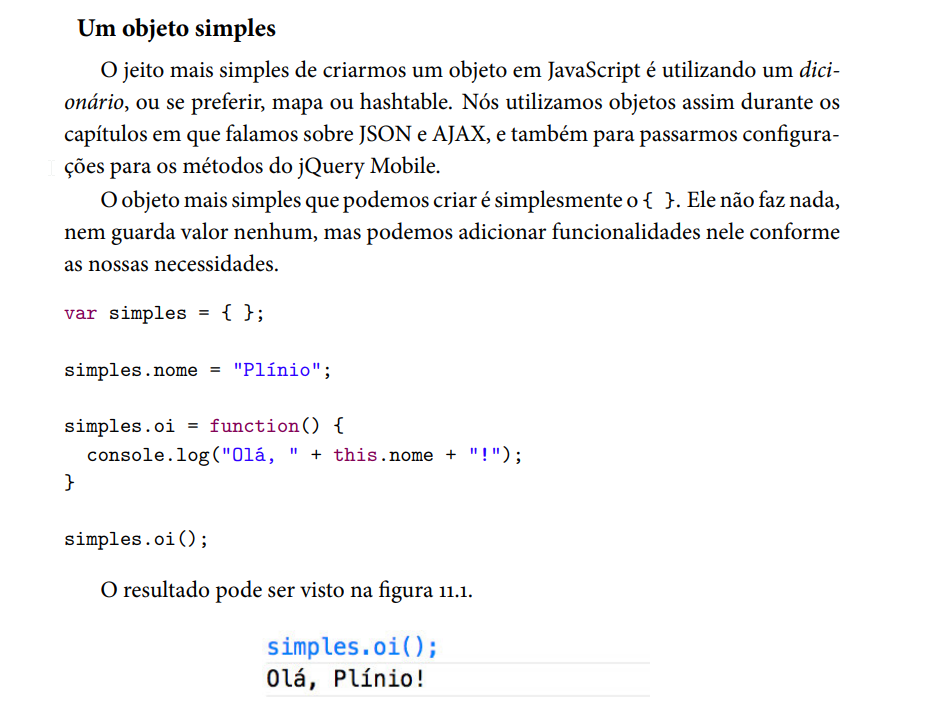 Um objeto simples
O jeito mais simples de criarmos um objeto em JavaScript é utilizando um dici-
onário, ou se preferir, mapa ou hashtable. Nós utilizamos objetos assim durante os
capítulos em que falamos sobre JSON e AJAX, e também para passarmos configura-
ções para os métodos do jQuery Mobile.
O objeto mais simples que podemos criar é simplesmente o { }. Ele não faz nada,
nem guarda valor nenhum, mas podemos adicionar funcionalidades nele conforme
as nossas necessidades.
var simples = { };
simples.nome = "Plínio";
simples.oi = function() {
  console.log("Olá, " + this.nome + "!");
}
simples.oi();
O resultado pode ser visto na figura 11.1.
simples.oi();
Olá, Plínio!